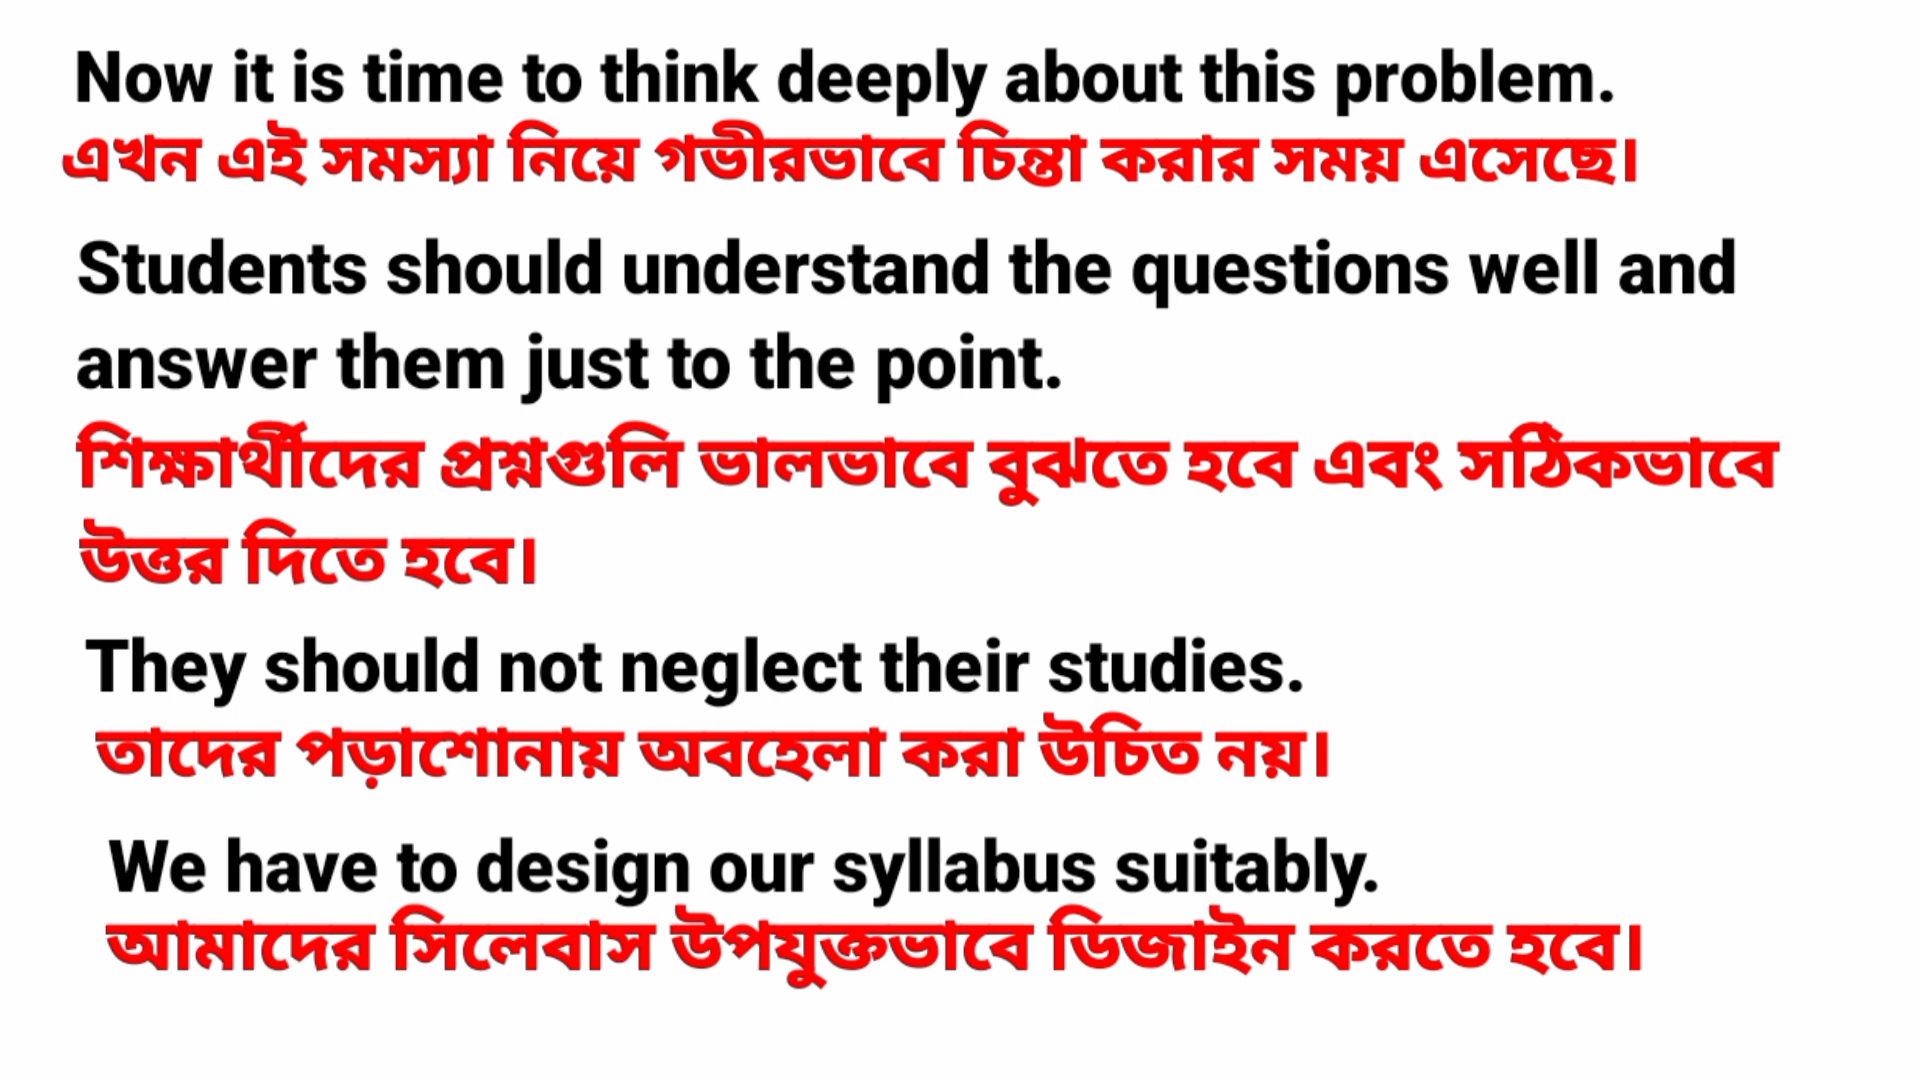 Now it is time to think deeply about this problem.
এখন এই সমস্যা নিয়ে গভীরভাবে চিন্তা করার সময় এসেছে।
Students should understand the questions well and
answer them just to the point.
শিক্ষার্থীদের প্রশ্নগুলি ভালভাবে বুঝতে হবে এবং সঠিকভাবে
উত্তর দিতে হবে।
They should not neglect their studies.
তাদের পড়াশোনায় অবহেলা করা উচিত নয়।
We have to design our syllabus suitably.
আমাদের সিলেবাস উপযুক্তভাবে ডিজাইন করতে হবে।